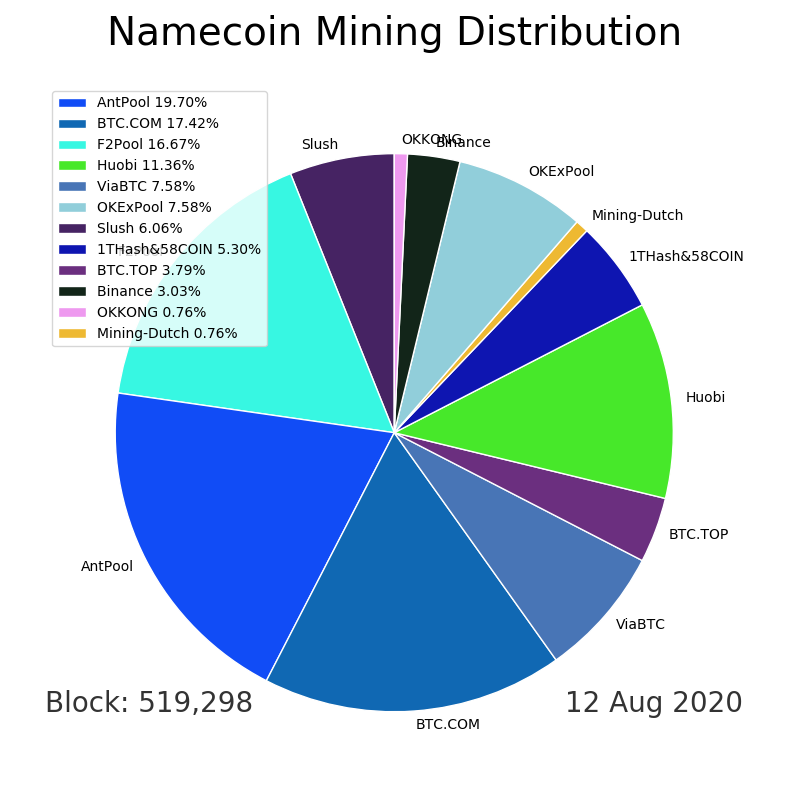 Namecoin Mining Distribution
AntPool 19.70%
BTC.COM 17.42%
F2Pool 16.67%
Huobi 11.36%
ViaBTC 7.58%
OKExPool 7.58%
Slush 6.06%
1THash&58COIN 5.30%
BTC.TOP 3.79%
Binance 3.03%
OKKONG 0.76%
Mining-Dutch 0.76%
Slush
OKKONG
Binance
OKExPool
Mining-Dutch
1THash&58COIN
Huobi
BTC.TOP
ViaBTC
BTC.COM
AntPool
Block: 519,298
12 Aug 2020